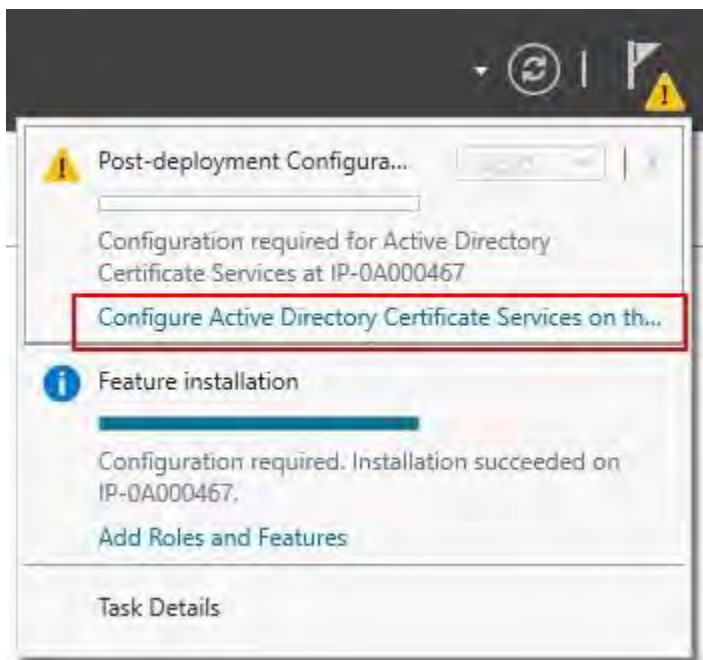 Post-deployment Configura...
Configuration required for Active Directory
Certificate Services at IP-0A000467
Configure Active Directory Certificate Services on th...
Feature installation
Configuration required. Installation succeeded on
IP-0A000467.
Add Roles and Features
Task Details